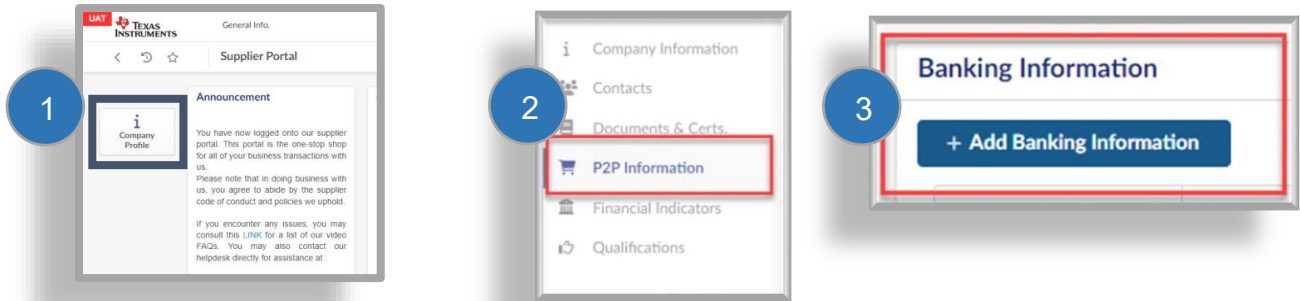 UAT
TEXAS
INSTRUMENTS
General Info.
Supplier Portal
1
i
Company
Profile
Announcement
You have now logged onto our supplier
portal. This portal is the one-stop shop
for all of your business transactions with
us.
Please note that in doing business with
us, you agree to abide by the supplier
code of conduct and policies we uphold.
If you encounter any issues, you may
consult this LINK for a list of our video
FAQs. You may also contact our
helpdesk directly for assistance at :
2
i Company Information
Contacts
Documents & Certs.
P2P Information
Financial Indicators
Qualifications
3
Banking Information
+ Add Banking Information